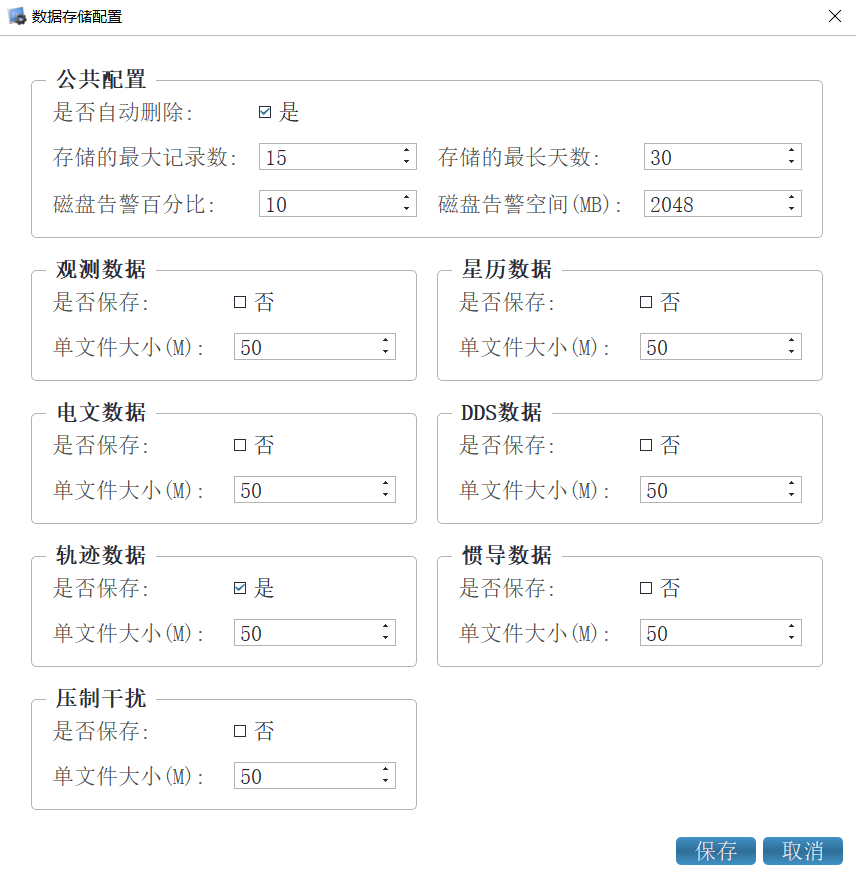 数据存储配置
公共配置
是否自动删除: 是
存储的最大记录数: 15 存储的最长天数: 30
磁盘告警百分比: 10 磁盘告警空间(MB): 2048
观测数据 星历数据
是否保存: 否 是否保存: 否
单文件大小(M): 50 单文件大小(M): 50
电文数据 DDS数据
是否保存: 否 是否保存: 否
单文件大小(M): 50 单文件大小(M): 50
轨迹数据 惯导数据
是否保存: 是 是否保存: 否
单文件大小(M): 50 单文件大小(M): 50
压制干扰
是否保存: 否
单文件大小(M): 50
保存 取消